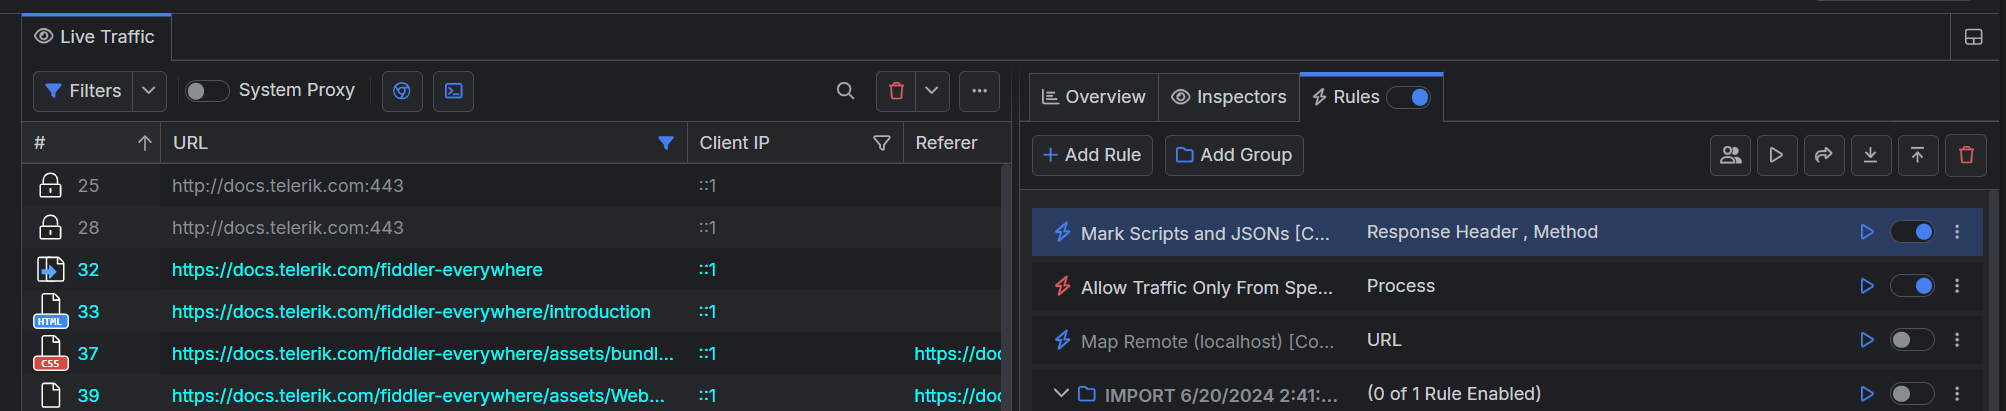 Live Traffic
Filters
System Proxy
# URL Client IP Referer
25 http://docs.telerik.com:443 ::1
28 http://docs.telerik.com:443 ::1
32 https://docs.telerik.com/fiddler-everywhere ::1
33 https://docs.telerik.com/fiddler-everywhere/introduction ::1
HTML
37 https://docs.telerik.com/fiddler-everywhere/assets/bundl... ::1 https://doc
CSS
39 https://docs.telerik.com/fiddler-everywhere/assets/Web... ::1 https://doc
Overview Inspectors Rules
Add Rule Add Group
Mark Scripts and JSONs [C... Response Header , Method
Allow Traffic Only From Spe... Process
Map Remote (localhost) [Co... URL
IMPORT 6/20/2024 2:41:... (0 of 1 Rule Enabled)